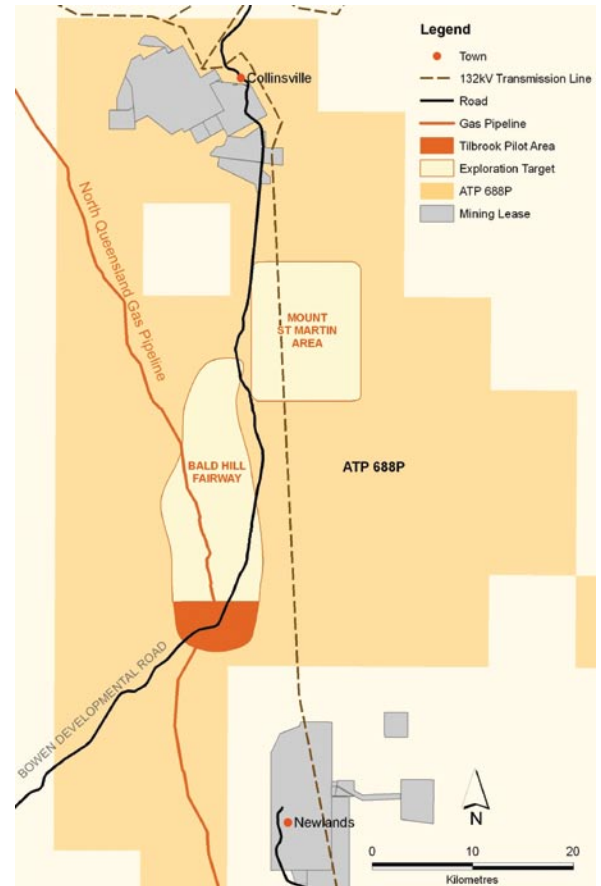 Legend
Town
132kV Transmission Line
Road
Gas Pipeline
Tilbrook Pilot Area
Exploration Target
ATP 688P
Mining Lease
Collinsville
North Queensland Gas Pipeline
MOUNT
ST MARTIN
AREA
BALD HILL
FAIRWAY
ATP 688P
BOWEN DEVELOPMENTAL ROAD
Newlands
N
0 10 20
Kilometres